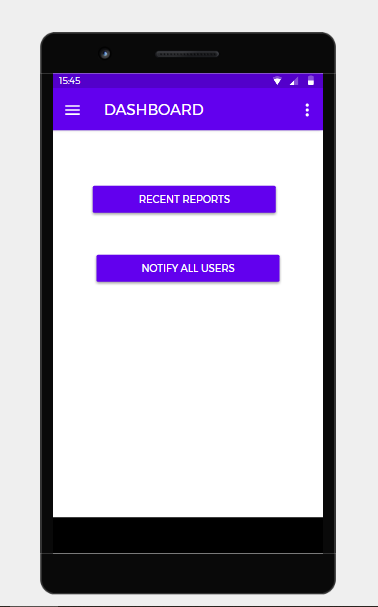 15:45
DASHBOARD
RECENT REPORTS
NOTIFY ALL USERS